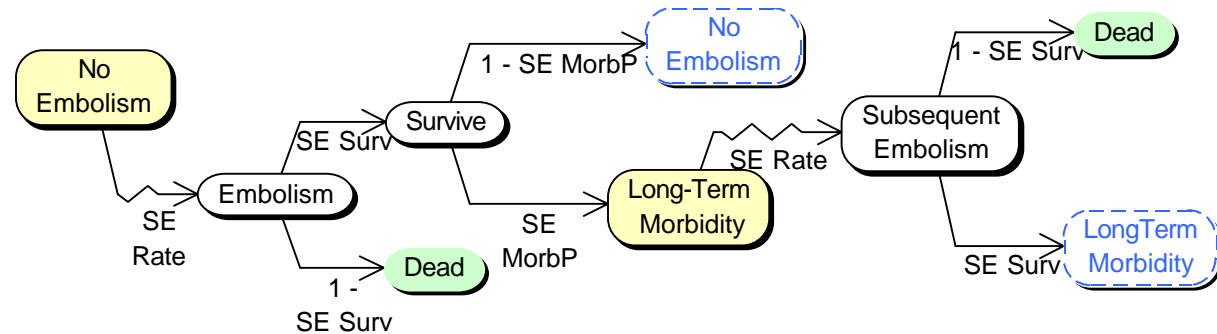 No
Embolism
SE
Rate
Embolism
SE Surv
1 -
SE Surv
Dead
Survive
1 - SE MorbP
No
Embolism
SE
MorbP
Long-Term
Morbidity
SE Rate
Subsequent
Embolism
1 - SE Surv
Dead
SE Surv
LongTerm
Morbidity